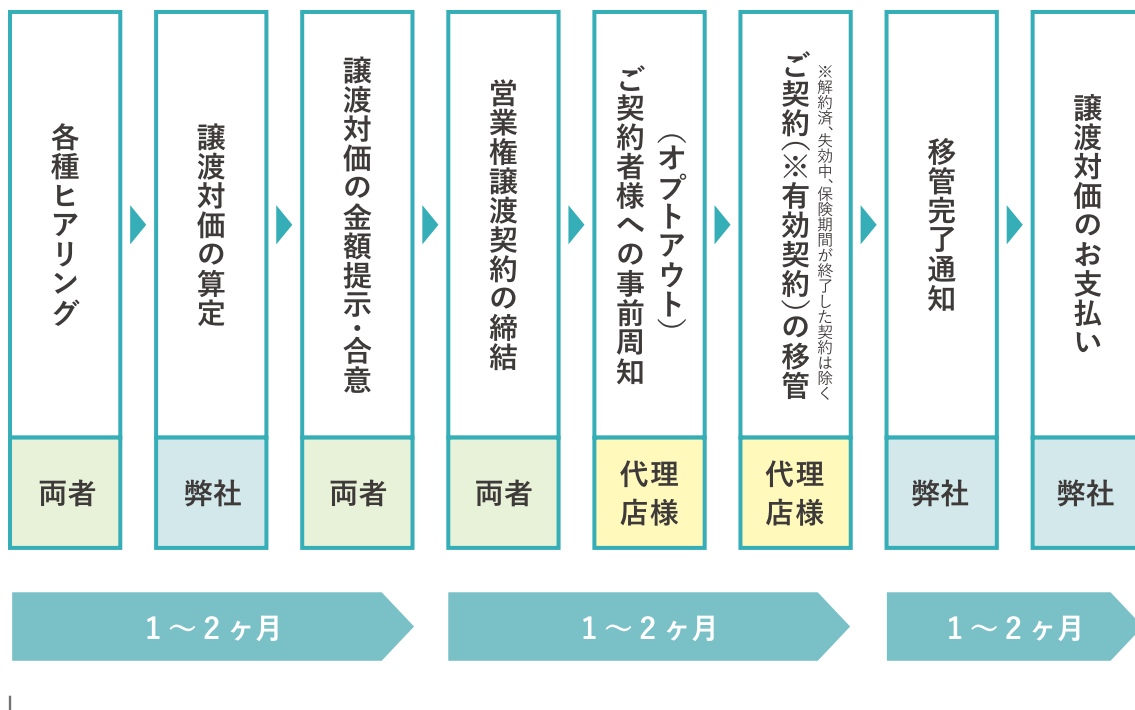 各種ヒアリング
両者
譲渡対価の算定
弊社
譲渡対価の金額提示・合意
両者
営業権譲渡契約の締結
両者
（オプトアウト）
ご契約者様への事前周知
代理
店様
※解約済、失効中、保険期間が終了した契約は除く
ご契約（※有効契約）の移管
代理
店様
移管完了通知
弊社
譲渡対価のお支払い
弊社
1～2ヶ月
1～2ヶ月
1～2ヶ月